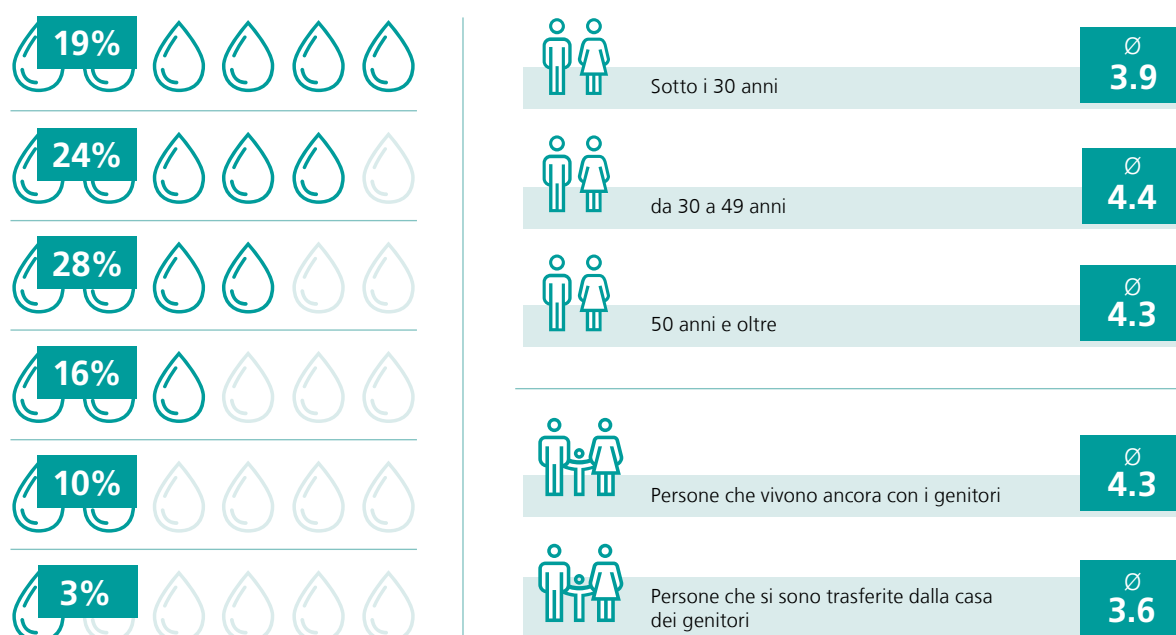 19%
24%
28%
16%
10%
3%
Ø
3.9
Sotto i 30 anni
Ø
4.4
da 30 a 49 anni
Ø
4.3
50 anni e oltre
Ø
4.3
Persone che vivono ancora con i genitori
Ø
3.6
Persone che si sono trasferite dalla casa
dei genitori